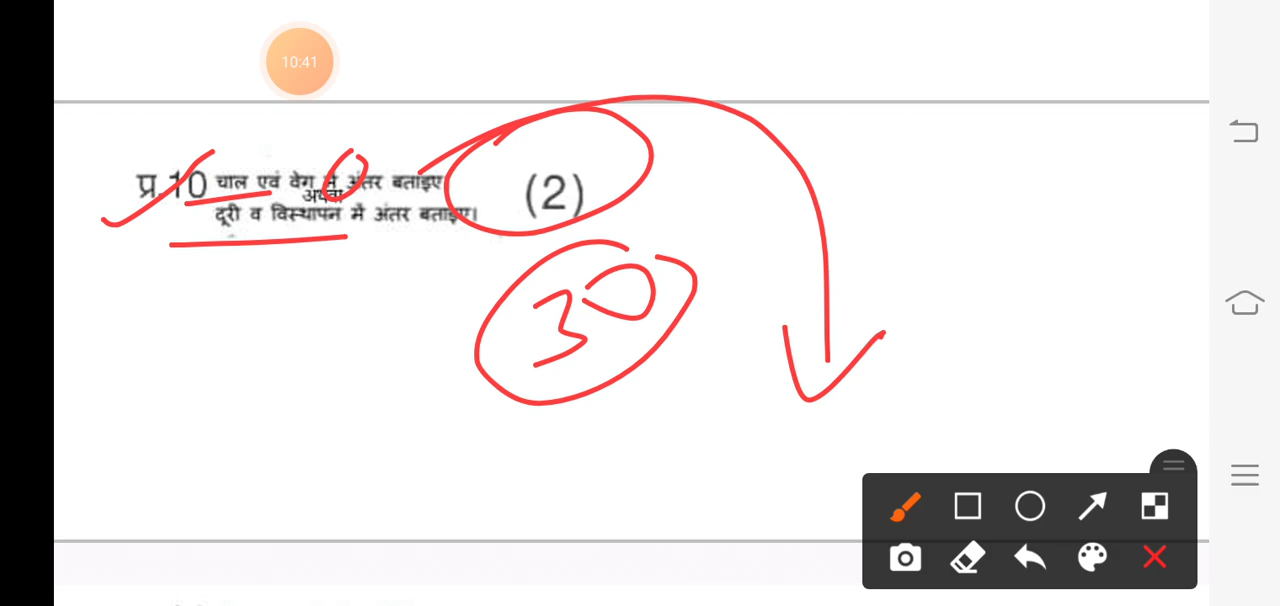 10:41
प्र.10 चाल एवं वेग में अंतर बताइए
अथवा
दूरी व विस्थापन में अंतर बताइए।
(2)
30